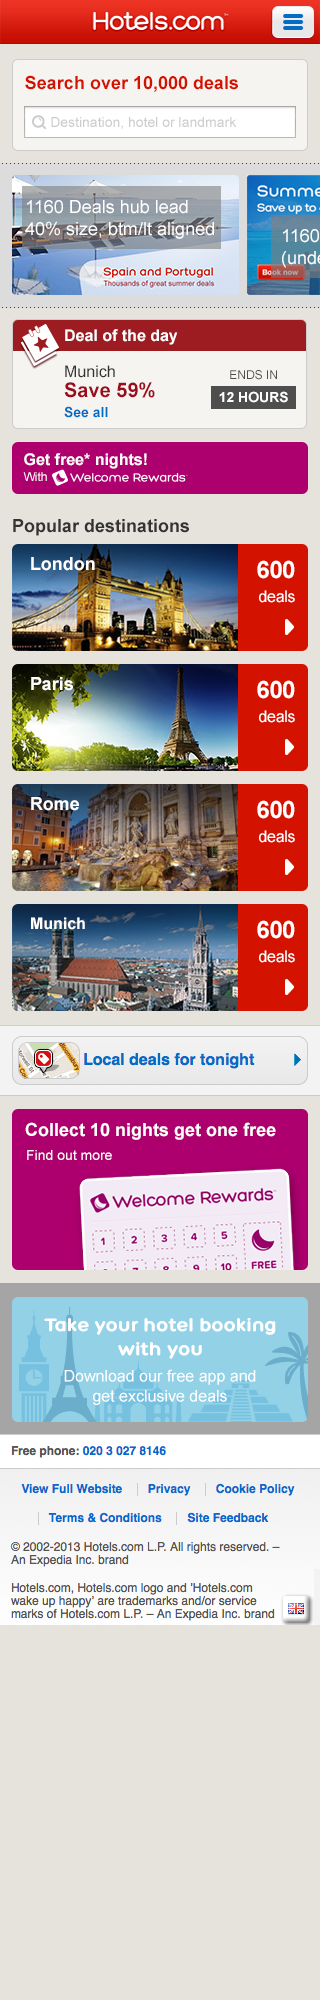 Hotels.com
Search over 10,000 deals
Destination, hotel or landmark
1160 Deals hub lead
40% size, btm/lt aligned
Spain and Portugal
Thousands of great summer deals
Summe
Save up to
1160
(und
Book now
Deal of the day
Munich
Save 59%
See all
ENDS IN
12 HOURS
Get free* nights!
With Welcome Rewards
Popular destinations
London
600
deals
Paris
600
deals
Rome
600
deals
Munich
600
deals
Local deals for tonight
Collect 10 nights get one free
Find out more
Welcome Rewards
1 2 3 4 5
7 8 9 10 FREE
Take your hotel booking
with you
Download our free app and
get exclusive deals
Free phone: 020 3 027 8146
View Full Website
Privacy
Cookie Policy
Terms & Conditions
Site Feedback
© 2002-2013 Hotels.com L.P. All rights reserved. –
An Expedia Inc. brand
Hotels.com, Hotels.com logo and 'Hotels.com
wake up happy' are trademarks and/or service
marks of Hotels.com L.P. – An Expedia Inc. brand